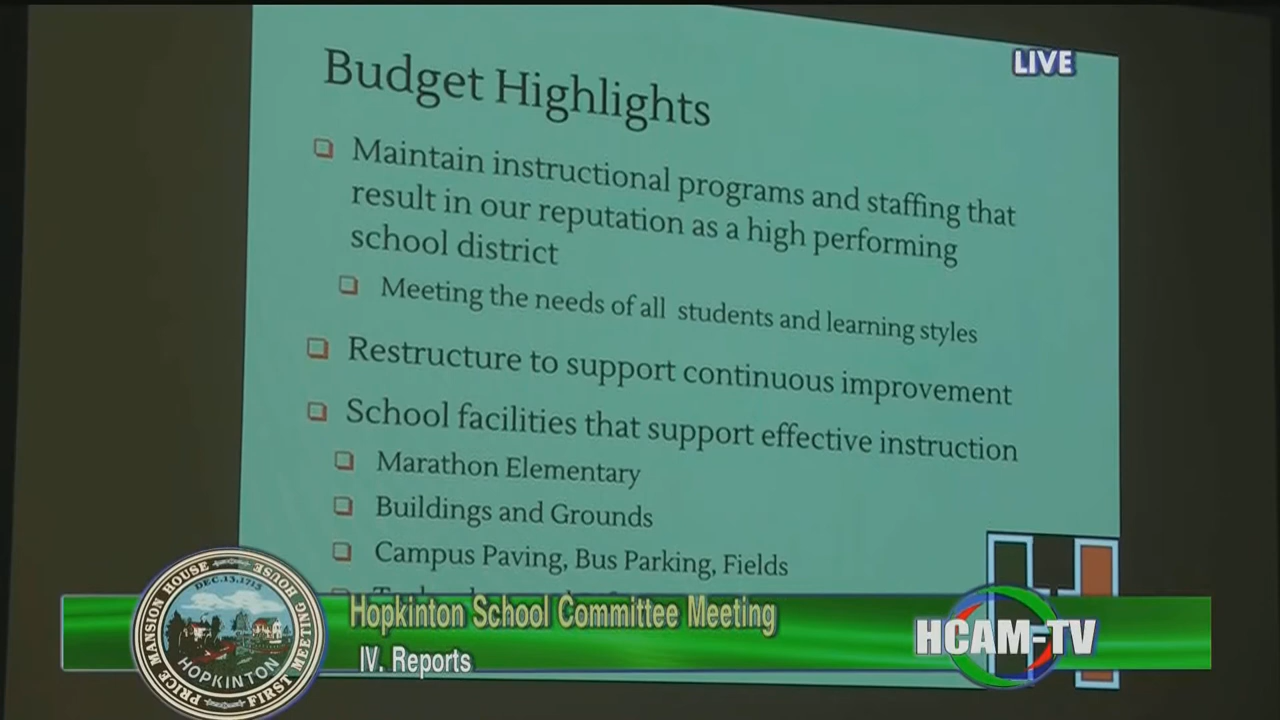 LIVE
Budget Highlights
Maintain instructional programs and staffing that
result in our reputation as a high performing
school district
Meeting the needs of all students and learning styles
Restructure to support continuous improvement
School facilities that support effective instruction
Marathon Elementary
Buildings and Grounds
Campus Paving, Bus Parking, Fields
Hopkinton School Committee Meeting
IV. Reports
PRICE MANSION HOUSE FIRST MEETING HOUSE
DEC. 13. 1715
HOPKINTON
HCAM-TV